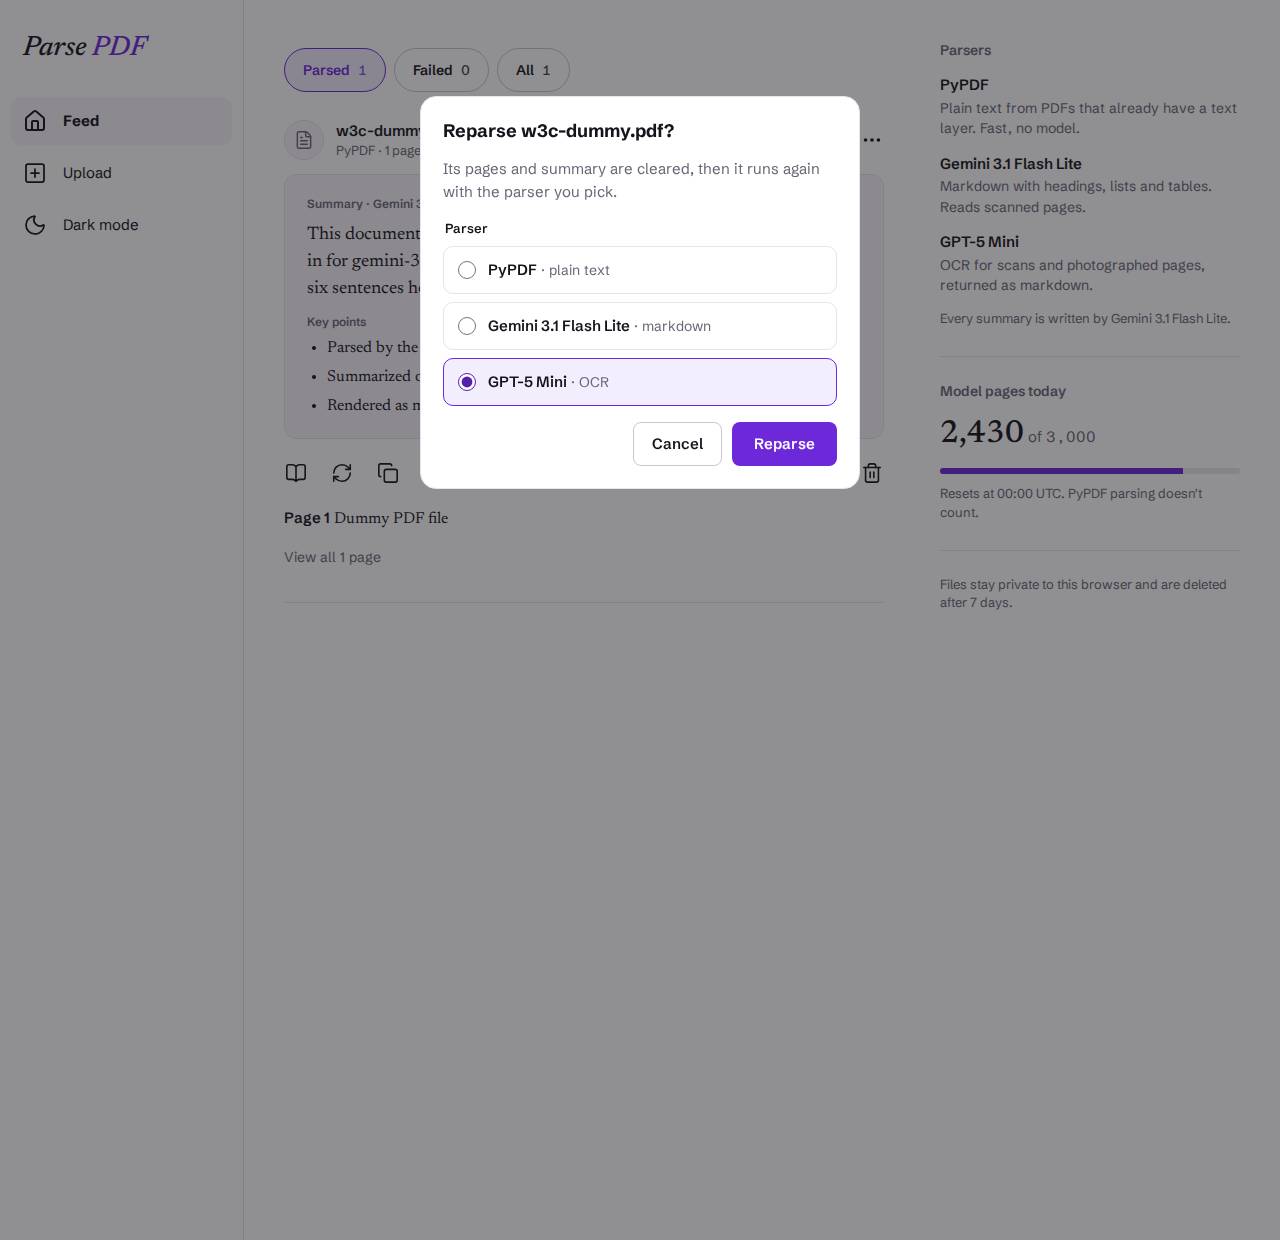 Parse PDF
Feed
Upload
Dark mode
Parsed 1
Failed 0
All 1
w3c-dummy
PyPDF · 1 page
Summary · Gemini
This document
in for gemini-3
six sentences
Key points
Parsed by the
Summarized
Rendered as
Page 1 Dummy PDF file
View all 1 page
Reparse w3c-dummy.pdf?
Its pages and summary are cleared, then it runs again
with the parser you pick.
Parser
PyPDF · plain text
Gemini 3.1 Flash Lite · markdown
GPT-5 Mini · OCR
Cancel
Reparse
Parsers
PyPDF
Plain text from PDFs that already have a text
layer. Fast, no model.
Gemini 3.1 Flash Lite
Markdown with headings, lists and tables.
Reads scanned pages.
GPT-5 Mini
OCR for scans and photographed pages,
returned as markdown.
Every summary is written by Gemini 3.1 Flash Lite.
Model pages today
2,430 of 3,000
Resets at 00:00 UTC. PyPDF parsing doesn't
count.
Files stay private to this browser and are deleted
after 7 days.